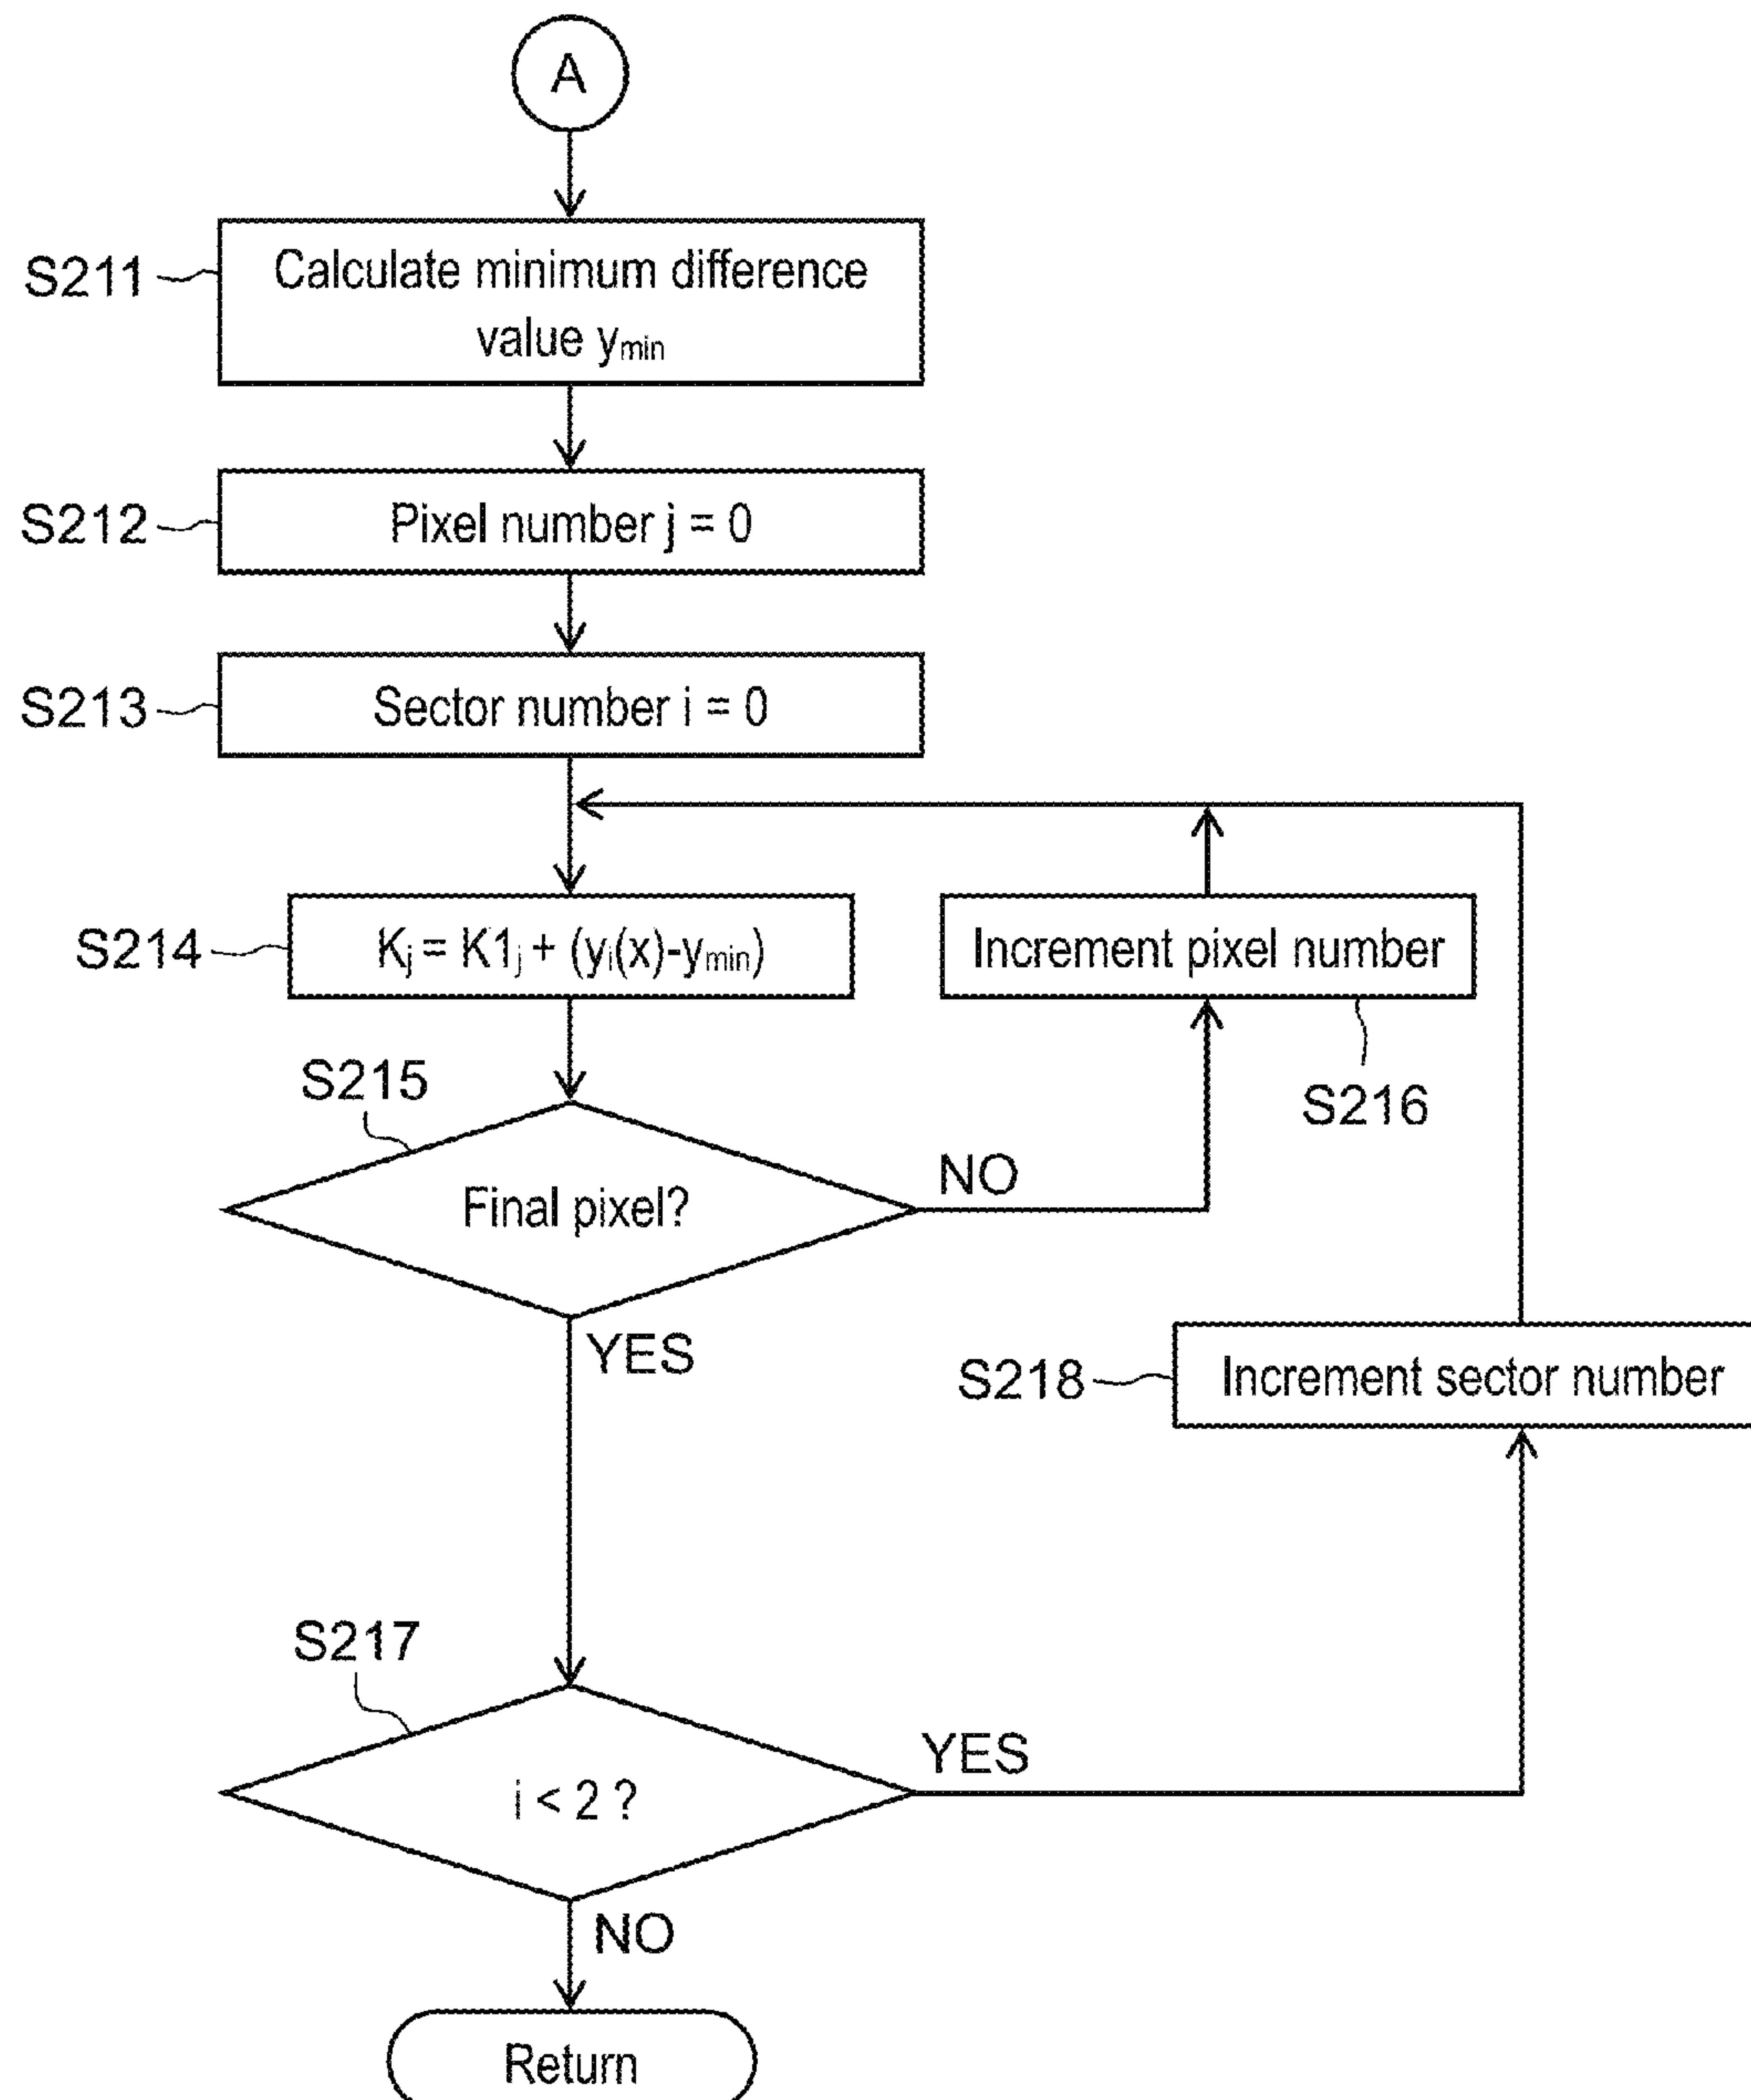 A
S211
Calculate minimum difference
value ymin
S212
Pixel number j = 0
S213
Sector number i = 0
S214
Kj = K1j + (yi(x)-ymin)
Increment pixel number
S216
S215
Final pixel?
NO
YES
S218
Increment sector number
S217
i < 2 ?
YES
NO
Return